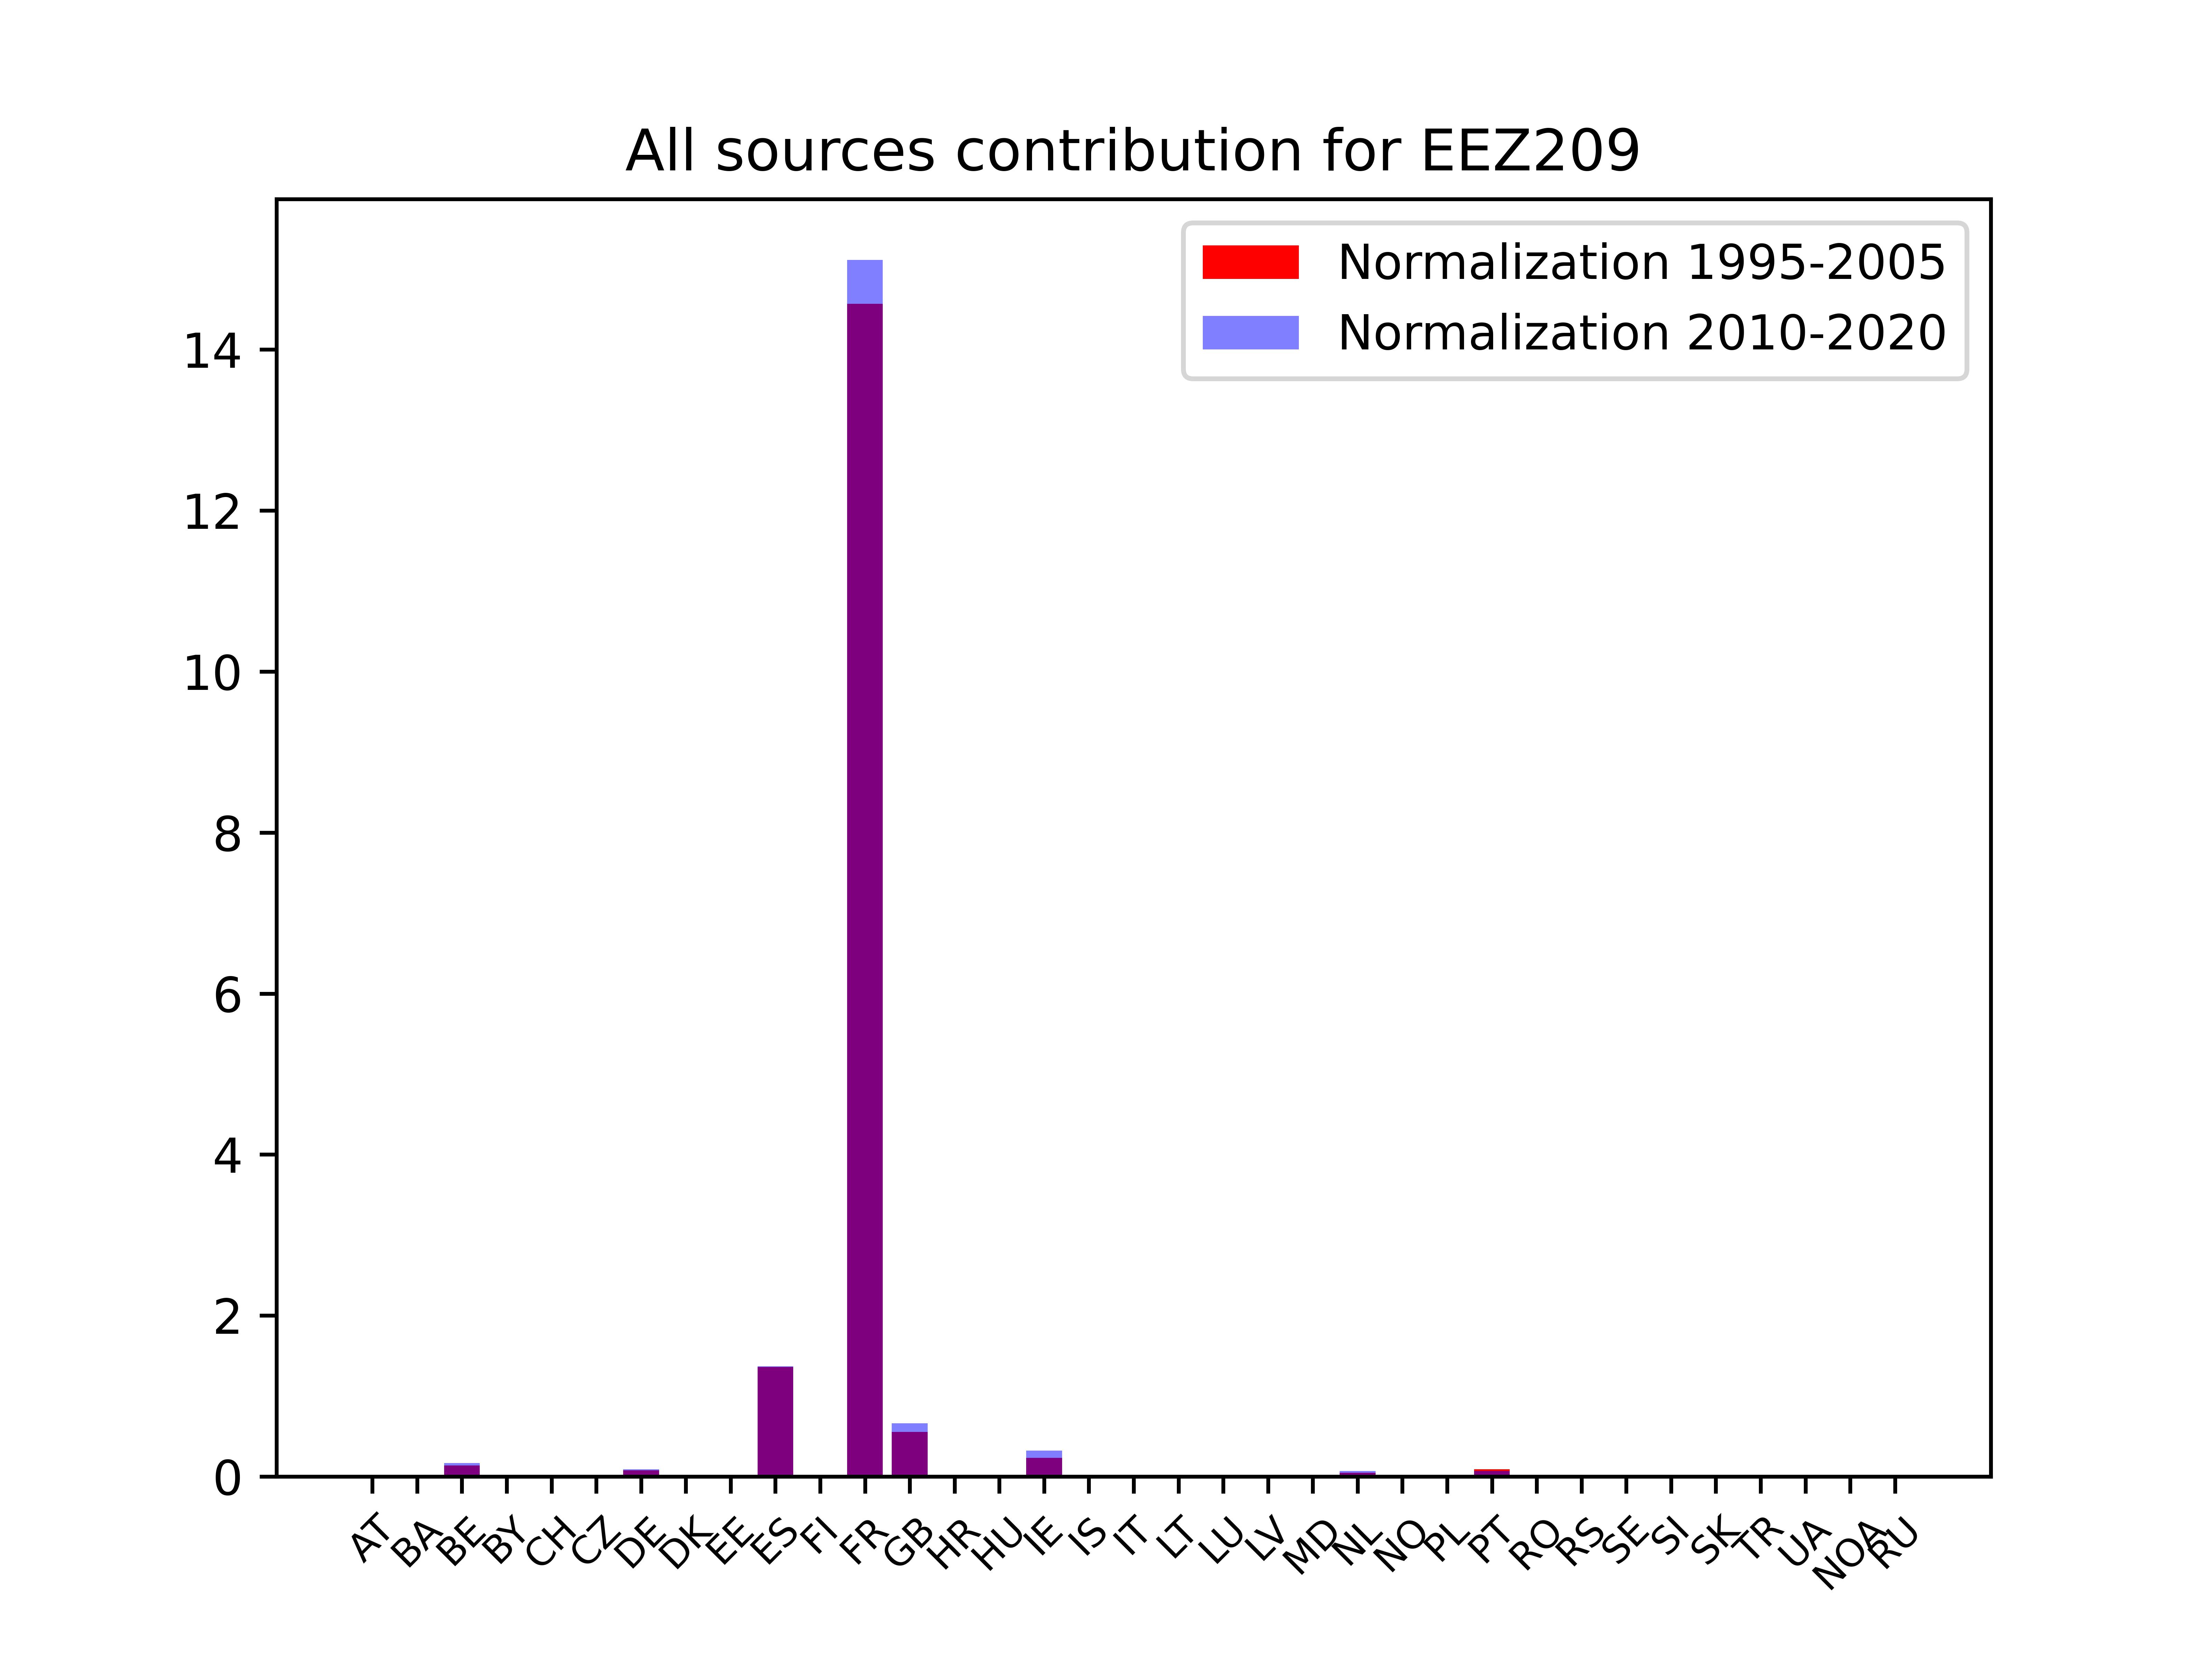 All sources contribution for EEZ209
Normalization 1995-2005
Normalization 2010-2020
14
12
10
8
6
4
2
0
AT BA BE BY CH CZ DE DK EE ES FI FR GB HR HU IE IS IT LT LU LV MD NL NO PL PT RO RS SE SI SK TR UA NOA RU